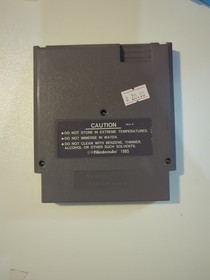 CAUTION
•DO NOT STORE IN EXTREME TEMPERATURES.
•DO NOT IMMERSE IN WATER.
•DO NOT CLEAN WITH BENZENE, THINNER,
ALCOHOL OR OTHER SUCH SOLVENTS.
©Nintendo 1985